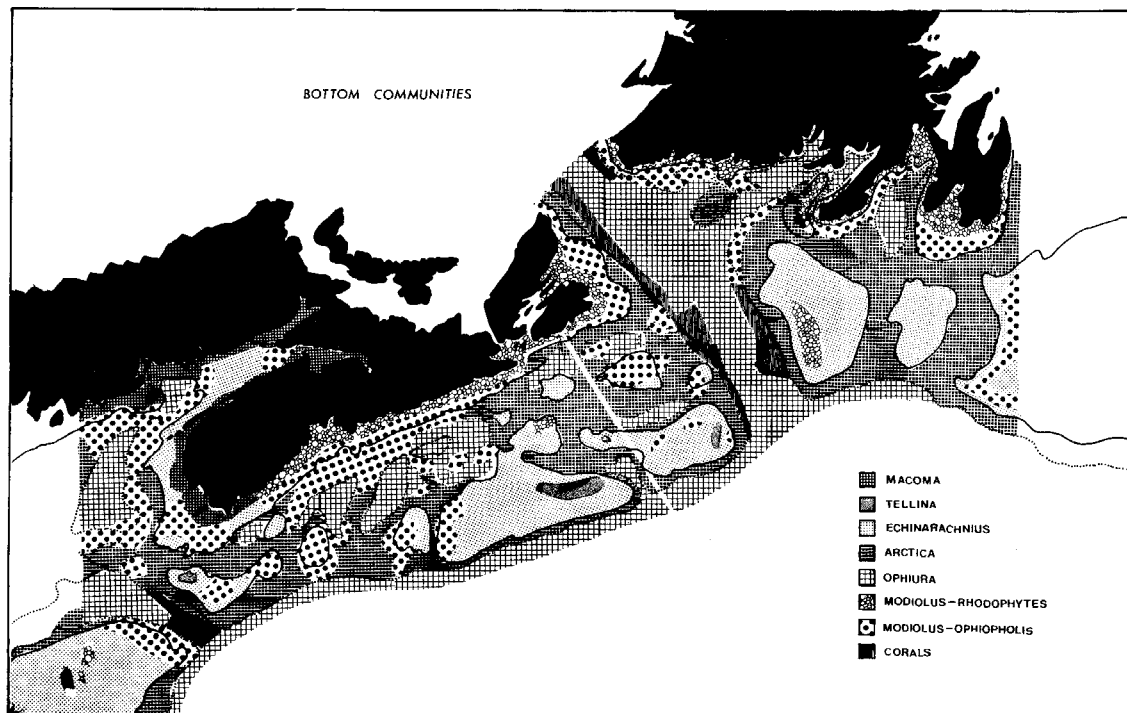 BOTTOM COMMUNITIES
MACOMA
TELLINA
ECHINARACHNIUS
ARCTICA
OPHIURA
MODIOLUS-RHODOPHYTES
MODIOLUS-OPHIOPHOLIS
CORALS